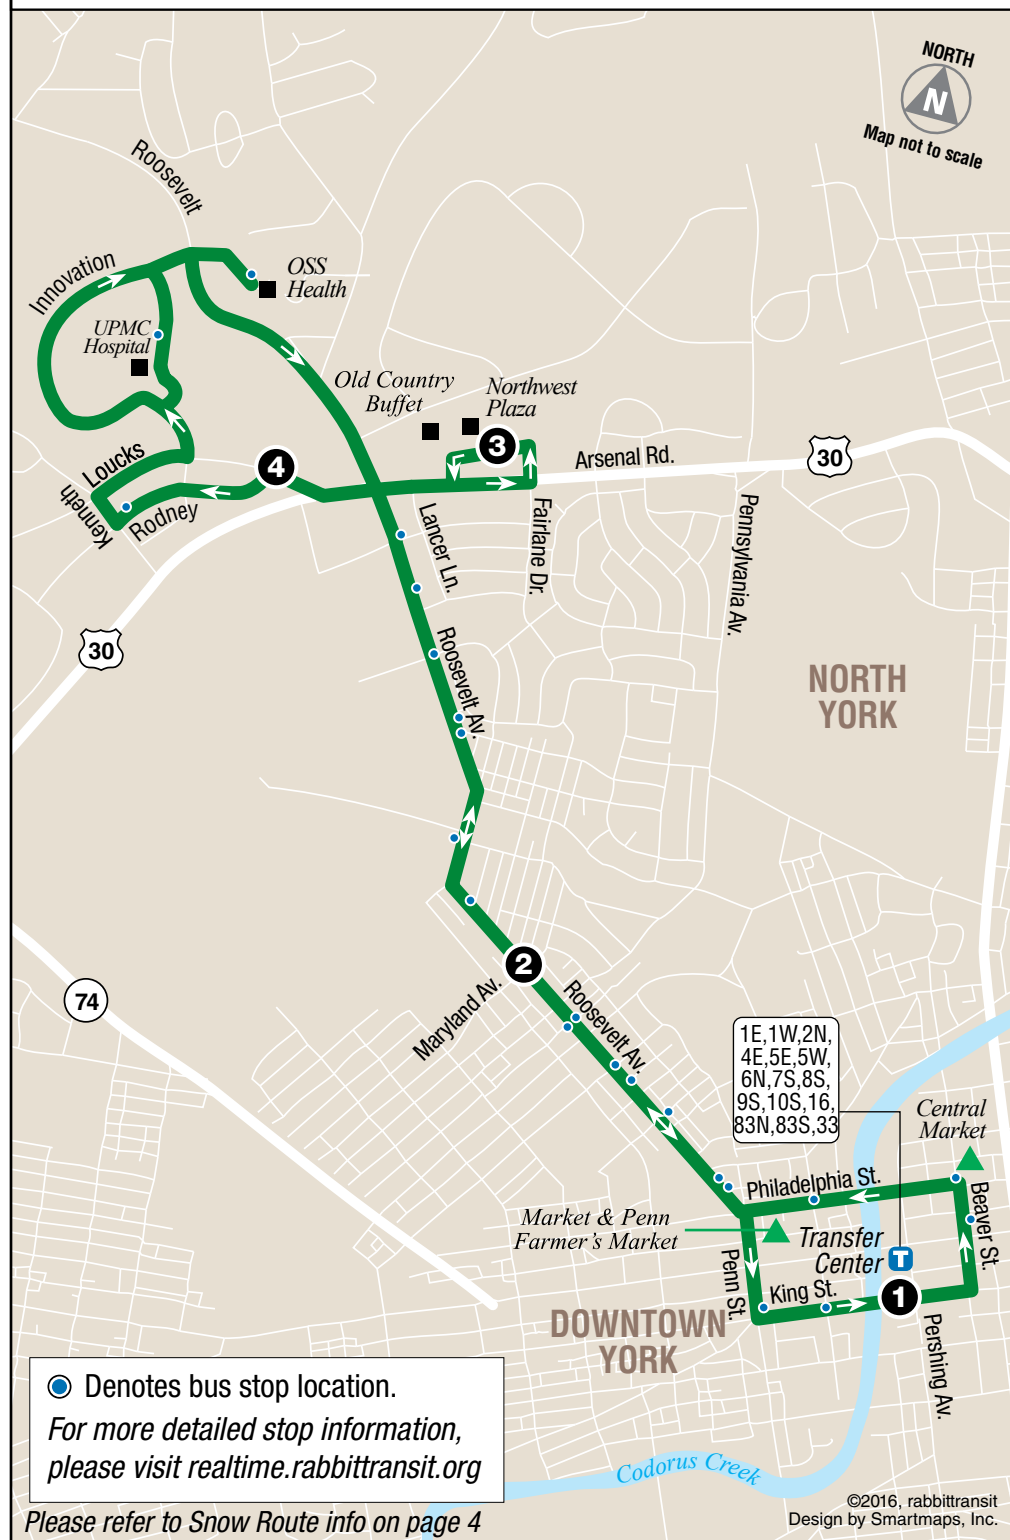 NORTH
N
Map not to scale
Roosevelt
Innovation
OSS
Health
UPMC
Hospital
Old Country
Buffet
Northwest
Plaza
3
Arsenal Rd.
30
4
Loucks
Kenneth
Rodney
Lancer Ln.
Fairlane Dr.
Pennsylvania Av.
30
Roosevelt Av.
NORTH
YORK
2
74
Maryland Av.
Roosevelt Av.
1E,1W,2N,
4E,5E,5W,
6N,7S,8S,
9S,10S,16,
83N,83S,33
Central
Market
Philadelphia St.
Beaver St.
Market & Penn
Farmer's Market
Transfer
Center
T
Penn St.
King St.
1
DOWNTOWN
YORK
Pershing Av.
Denotes bus stop location.
For more detailed stop information,
please visit realtime.rabbittransit.org
Codorus Creek
Please refer to Snow Route info on page 4
©2016, rabbittransit
Design by Smartmaps, Inc.